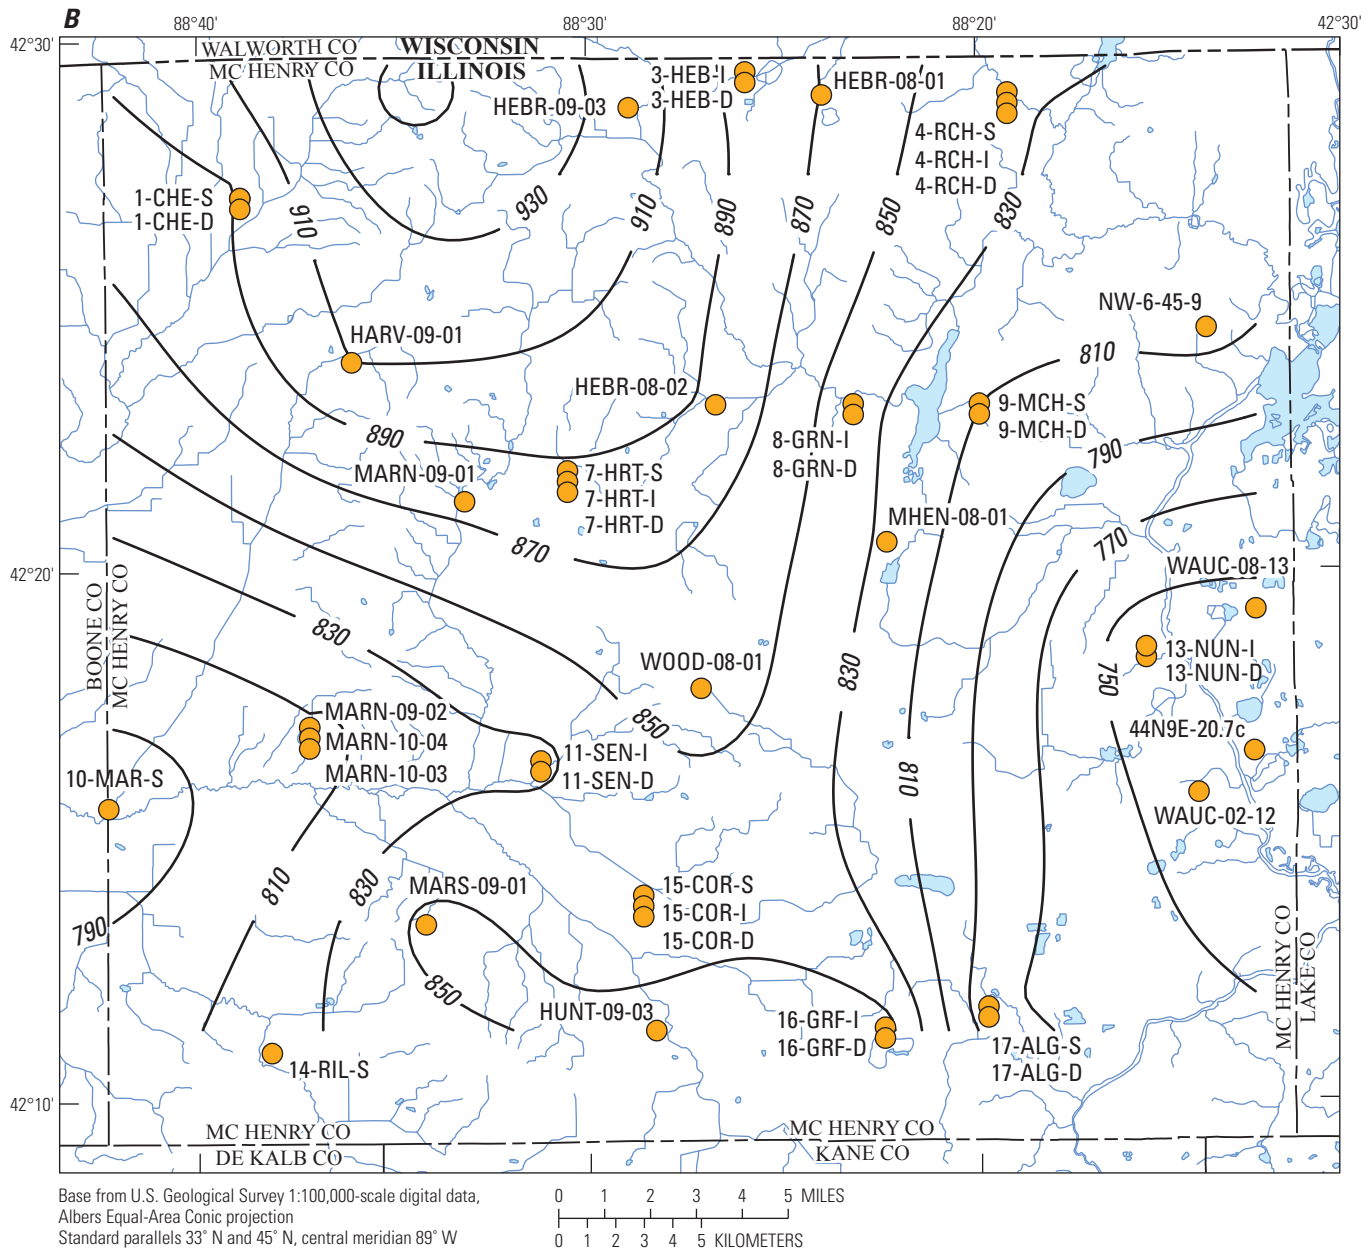 B
88°40'
88°30'
88°20'
42°30'
42°30'
WALWORTH CO
MC HENRY CO
WISCONSIN
ILLINOIS
3-HEB-I
3-HEB-D
HEBR-08-01
HEBR-09-03
4-RCH-S
4-RCH-I
4-RCH-D
1-CHE-S
1-CHE-D
910
930
910
890
870
850
830
NW-6-45-9
HARV-09-01
810
HEBR-08-02
9-MCH-S
9-MCH-D
890
8-GRN-I
8-GRN-D
790
MARN-09-01
7-HRT-S
7-HRT-I
7-HRT-D
MHEN-08-01
870
770
42°20'
WAUC-08-13
BOONE CO
MC HENRY CO
830
WOOD-08-01
830
13-NUN-I
13-NUN-D
750
MARN-09-02
MARN-10-04
MARN-10-03
850
44N9E-20.7c
11-SEN-I
11-SEN-D
10-MAR-S
810
WAUC-02-12
810
830
MARS-09-01
15-COR-S
15-COR-I
15-COR-D
790
850
HUNT-09-03
16-GRF-I
16-GRF-D
MC HENRY CO
LAKE CO
17-ALG-S
17-ALG-D
14-RIL-S
42°10'
MC HENRY CO
DE KALB CO
MC HENRY CO
KANE CO
Base from U.S. Geological Survey 1:100,000-scale digital data,
Albers Equal-Area Conic projection
Standard parallels 33° N and 45° N, central meridian 89° W
0 1 2 3 4 5 MILES
0 1 2 3 4 5 KILOMETERS